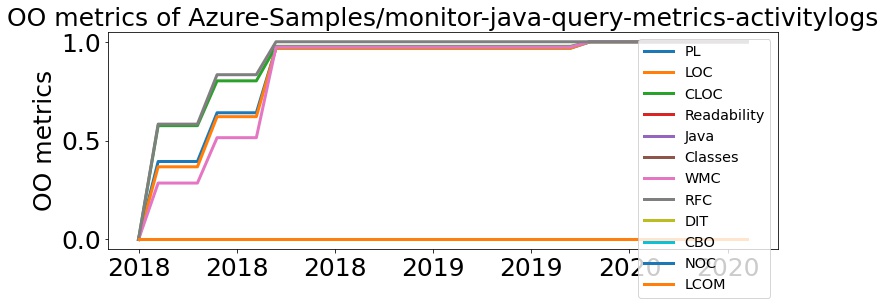 OO metrics of Azure-Samples/monitor-java-query-metrics-activitylogs
1.0
0.5
0.0
OO metrics
2018 2018 2018 2019 2019 2020 2020
PL
LOC
CLOC
Readability
Java
Classes
WMC
RFC
DIT
CBO
NOC
LCOM